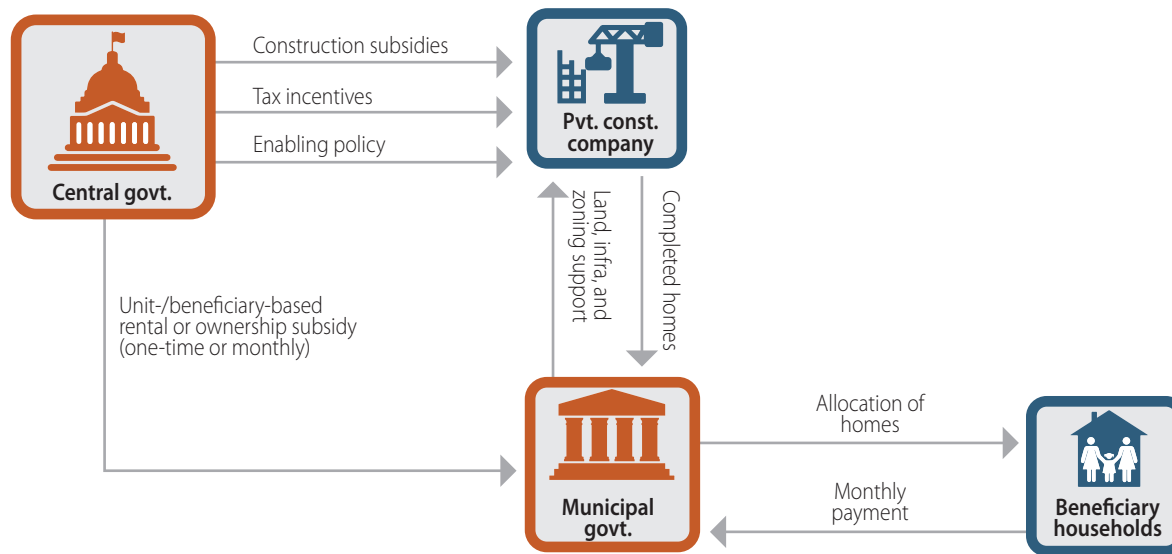 Construction subsidies
Tax incentives
Enabling policy
Central govt.
Pvt. const.
company
Land, infra, and
zoning support
Completed homes
Unit-/beneficiary-based
rental or ownership subsidy
(one-time or monthly)
Municipal
govt.
Allocation of
homes
Monthly
payment
Beneficiary
households